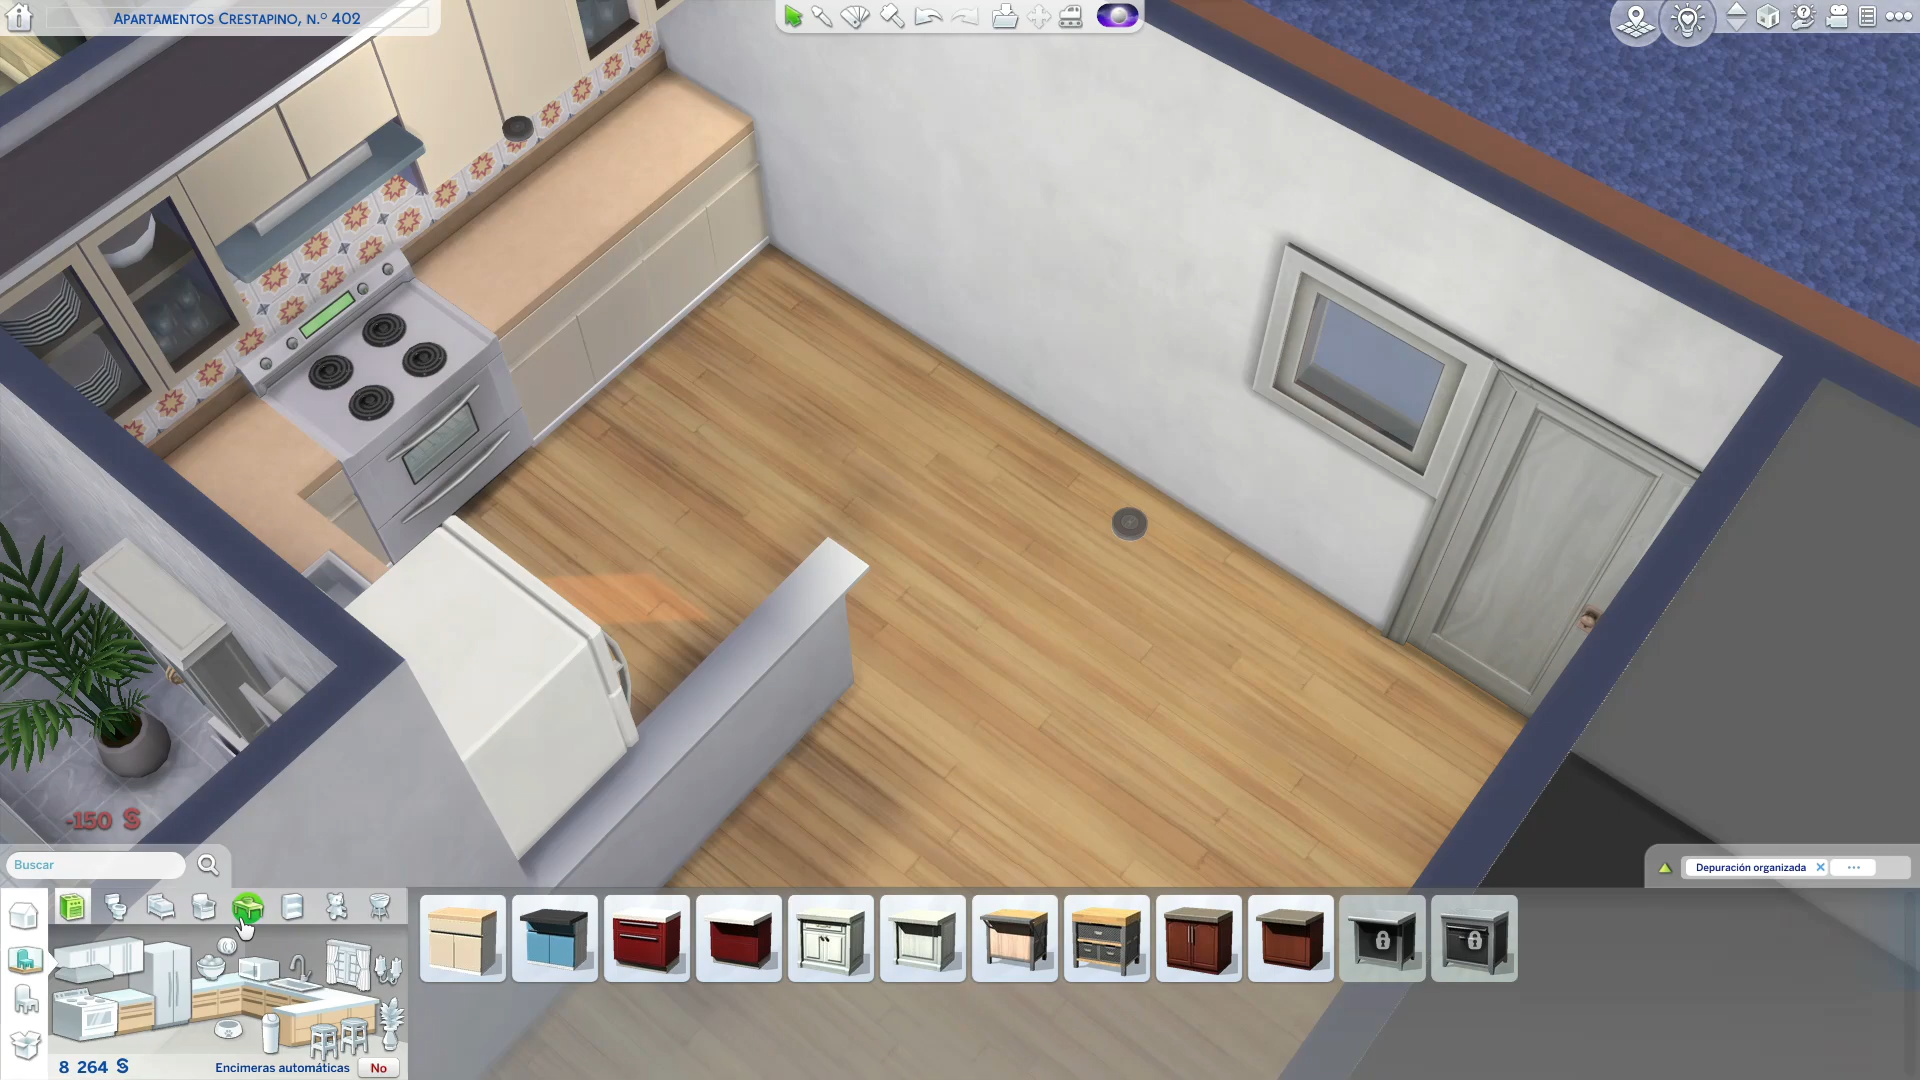 Apartamentos Crestapino, n.º 402
-150 S
Buscar
Depuración organizada
8 264 S
Encimeras automáticas No